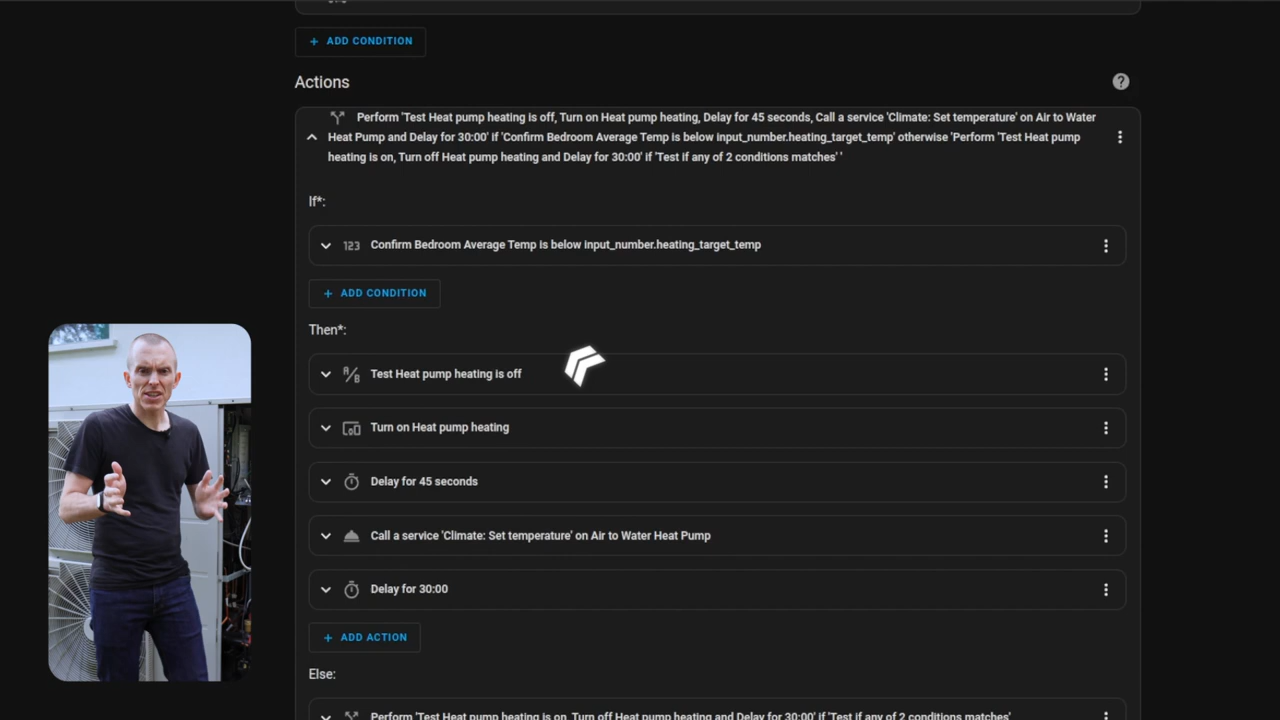 + ADD CONDITION
Actions
Perform 'Test Heat pump heating is off, Turn on Heat pump heating, Delay for 45 seconds, Call a service 'Climate: Set temperature' on Air to Water
Heat Pump and Delay for 30:00' if 'Confirm Bedroom Average Temp is below input_number.heating_target_temp' otherwise 'Perform 'Test Heat pump
heating is on, Turn off Heat pump heating and Delay for 30:00' if 'Test if any of 2 conditions matches' '
If*:
123 Confirm Bedroom Average Temp is below input_number.heating_target_temp
+ ADD CONDITION
Then*:
A/B Test Heat pump heating is off
Turn on Heat pump heating
Delay for 45 seconds
Call a service 'Climate: Set temperature' on Air to Water Heat Pump
Delay for 30:00
+ ADD ACTION
Else:
Perform 'Test Heat pump heating is on, Turn off Heat pump heating and Delay for 30:00' if 'Test if any of 2 conditions matches'